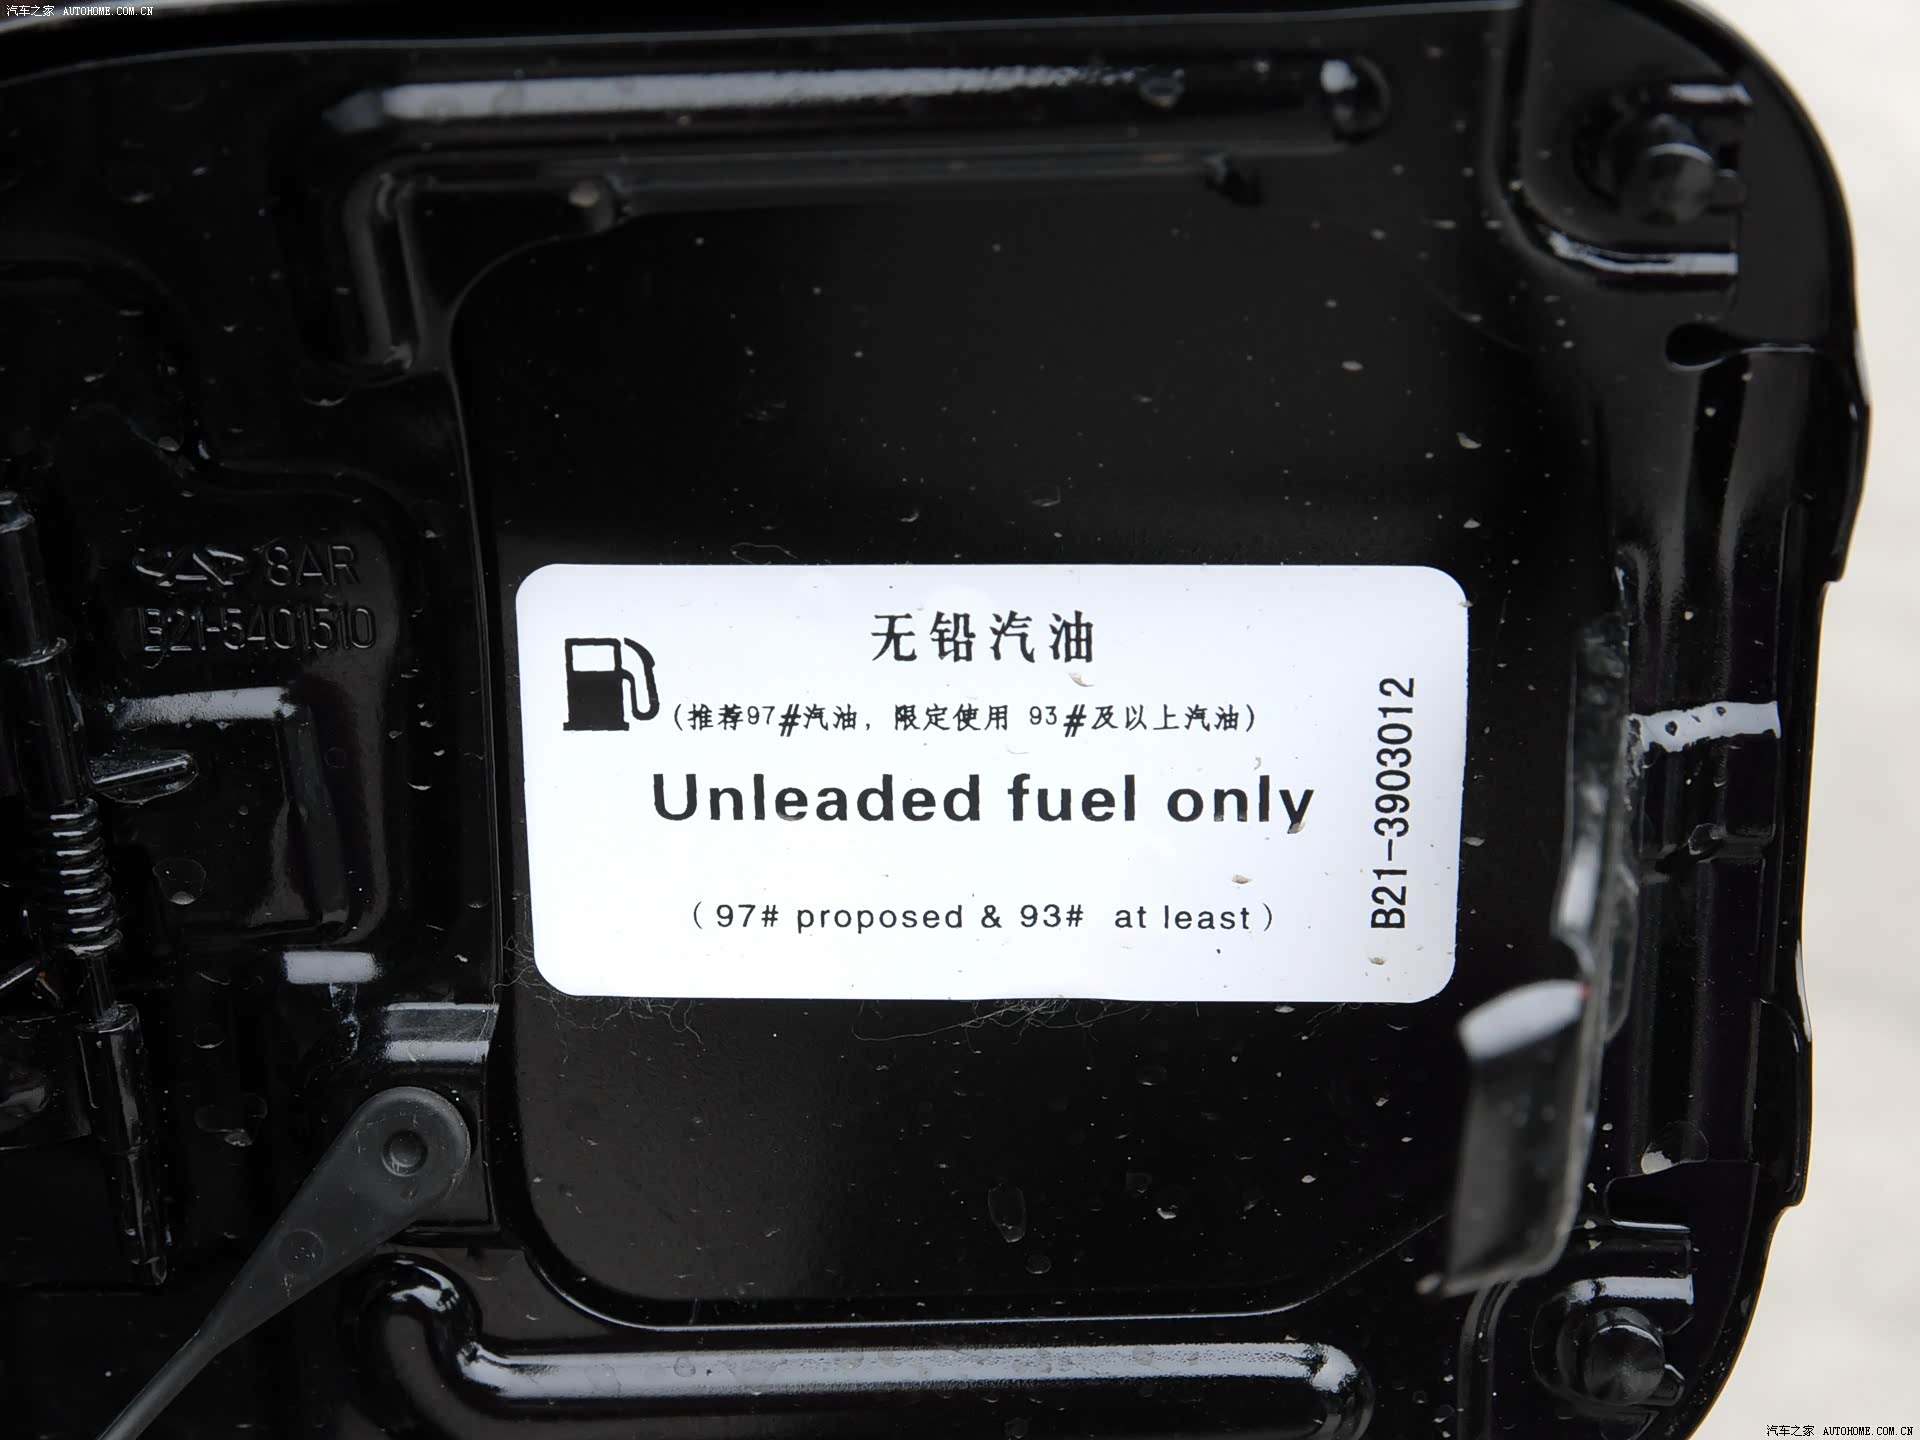 汽车之家 AUTOHOME.COM.CN
8AR
B21-5401510
无铅汽油
(推荐97#汽油, 限定使用 93#及以上汽油)
Unleaded fuel only
(97# proposed & 93# at least)
B21-3903012
汽车之家 AUTOHOME.COM.CN